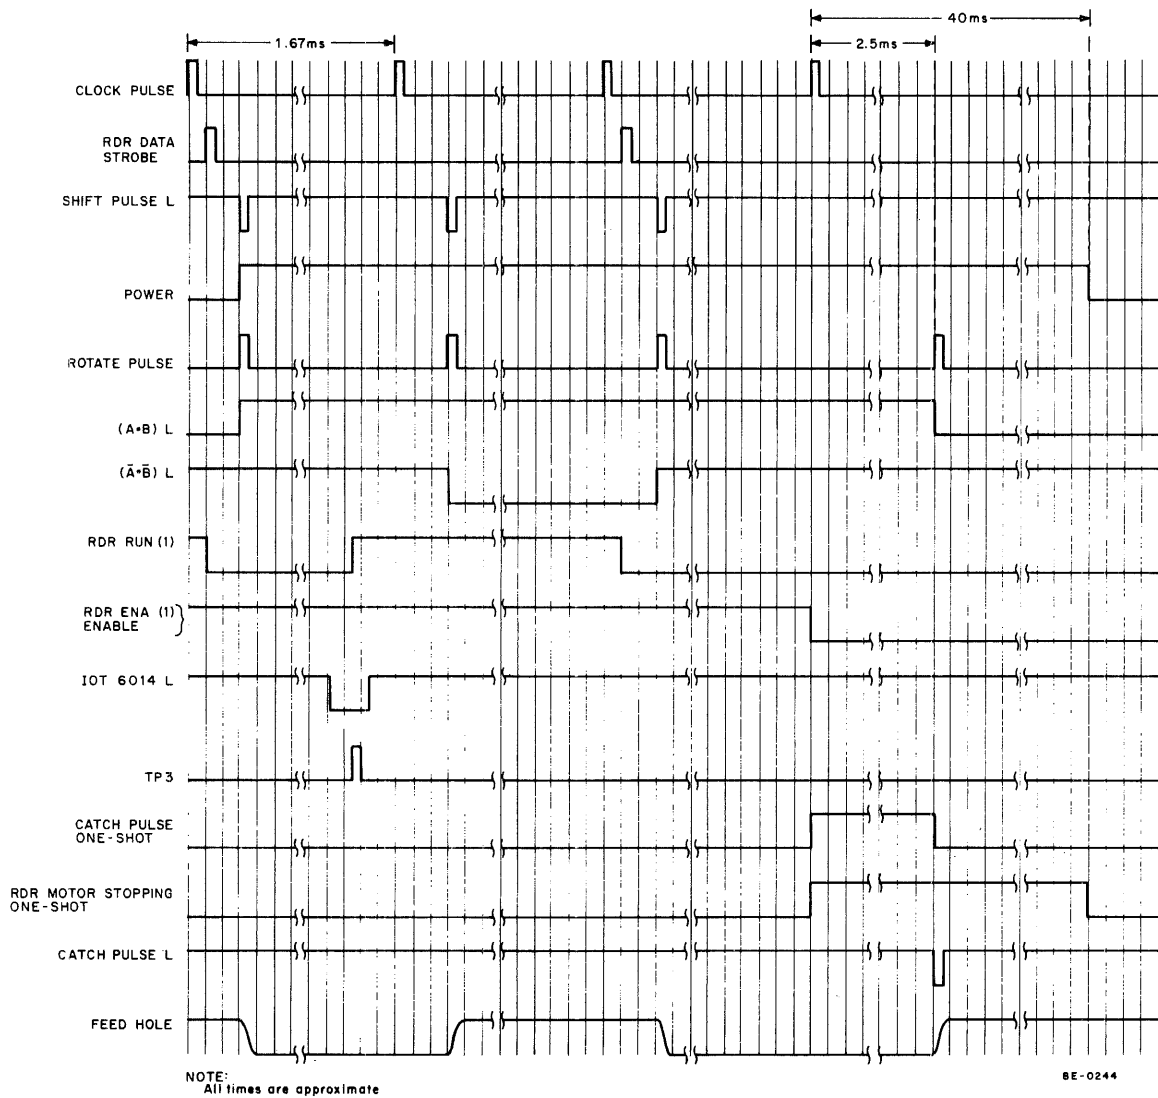 40ms
1.67ms
2.5ms
CLOCK PULSE
RDR DATA
STROBE
SHIFT PULSE L
POWER
ROTATE PULSE
(A•B) L
(Ā•B̄) L
RDR RUN (1)
RDR ENA (1)
ENABLE
IOT 6014 L
TP3
CATCH PULSE
ONE-SHOT
RDR MOTOR STOPPING
ONE-SHOT
CATCH PULSE L
FEED HOLE
NOTE:
All times are approximate
BE-0244